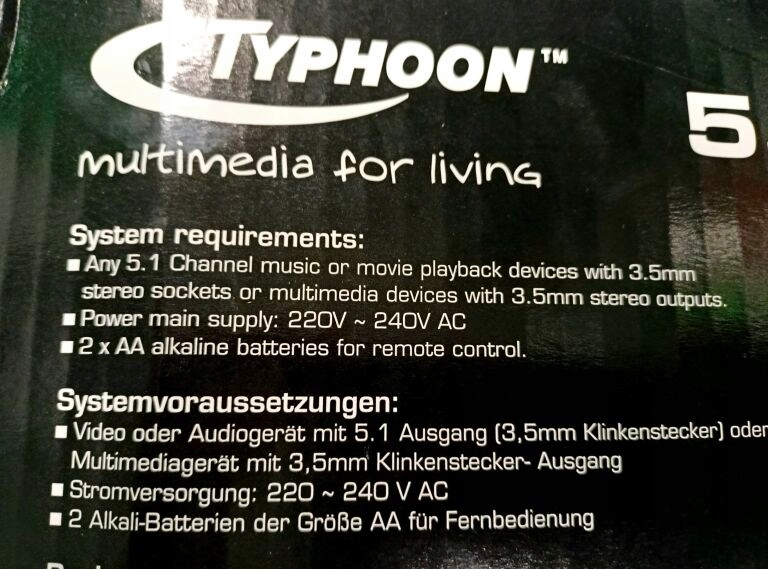 TYPHOON™
5.
multimedia for living
System requirements:
■ Any 5.1 Channel music or movie playback devices with 3.5mm
stereo sockets or multimedia devices with 3.5mm stereo outputs.
■ Power main supply: 220V ~ 240V AC
■ 2 x AA alkaline batteries for remote control.
Systemvoraussetzungen:
■ Video oder Audiogerät mit 5.1 Ausgang (3,5mm Klinkenstecker) oder
Multimediagerät mit 3,5mm Klinkenstecker- Ausgang
■ Stromversorgung: 220 ~ 240 V AC
■ 2 Alkali-Batterien der Größe AA für Fernbedienung